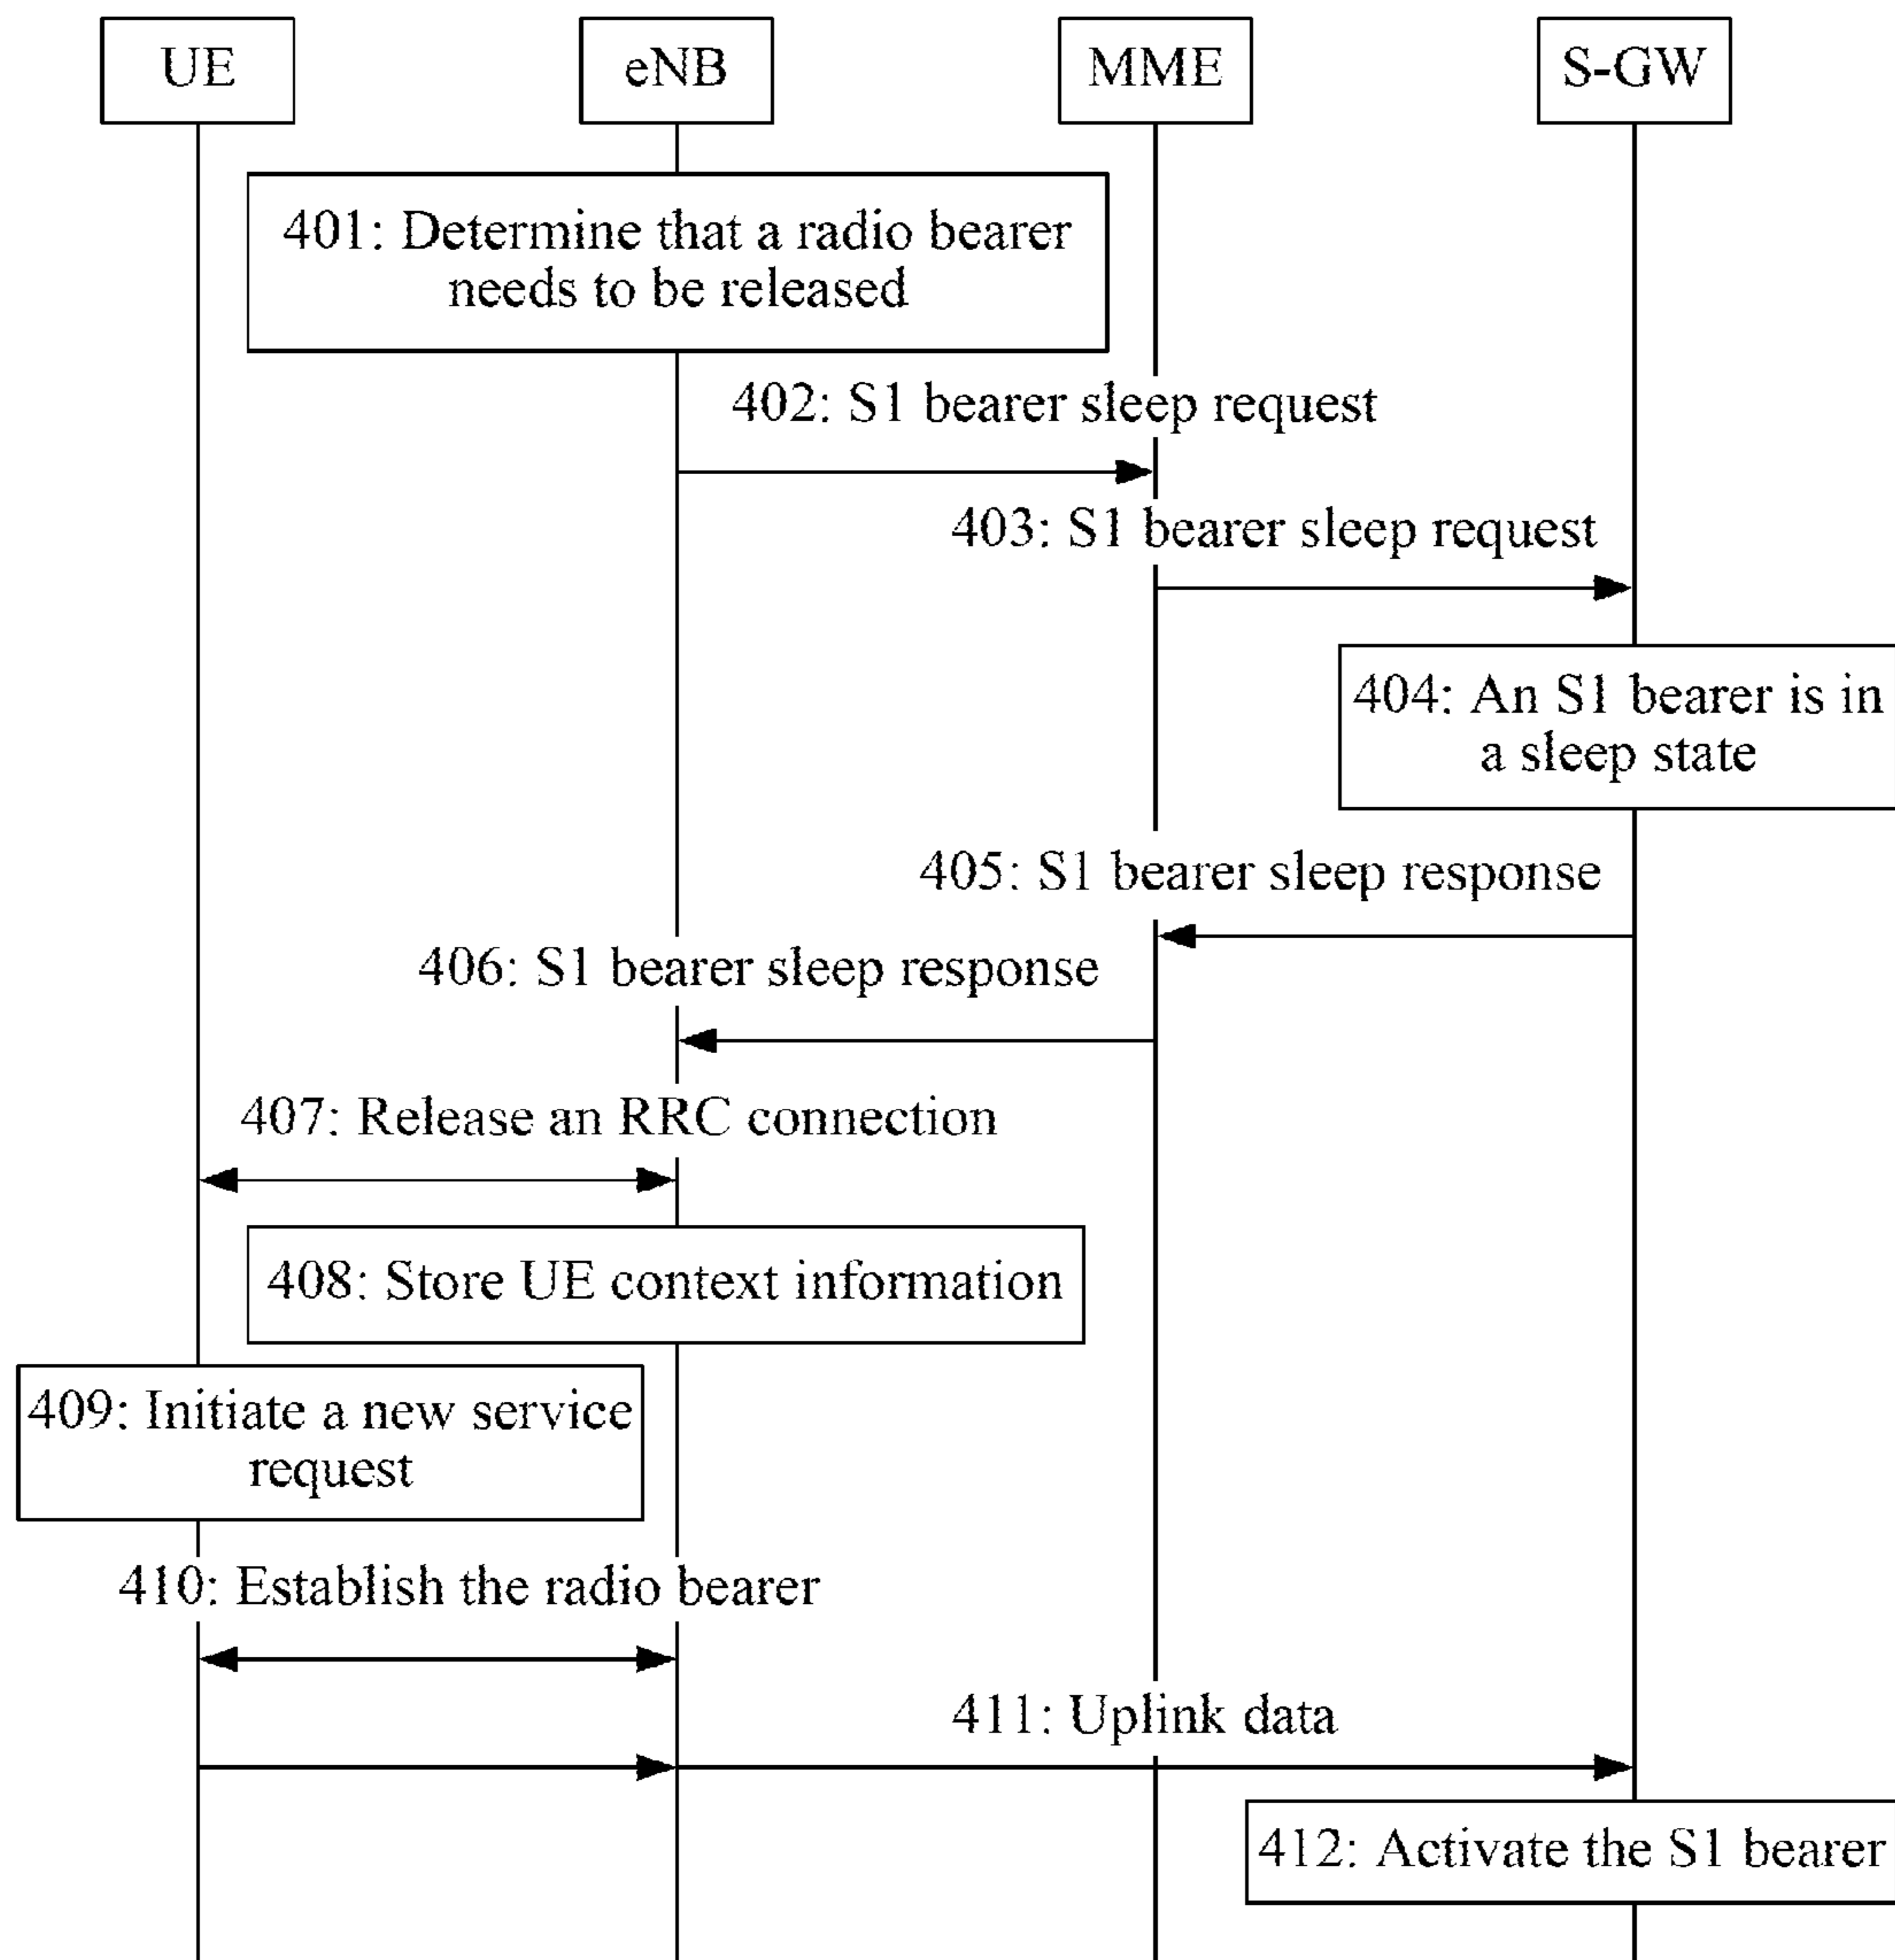 UE
eNB
MME
S-GW
401: Determine that a radio bearer
needs to be released
402: S1 bearer sleep request
403: S1 bearer sleep request
404: An S1 bearer is in
a sleep state
405: S1 bearer sleep response
406: S1 bearer sleep response
407: Release an RRC connection
408: Store UE context information
409: Initiate a new service
request
410: Establish the radio bearer
411: Uplink data
412: Activate the S1 bearer